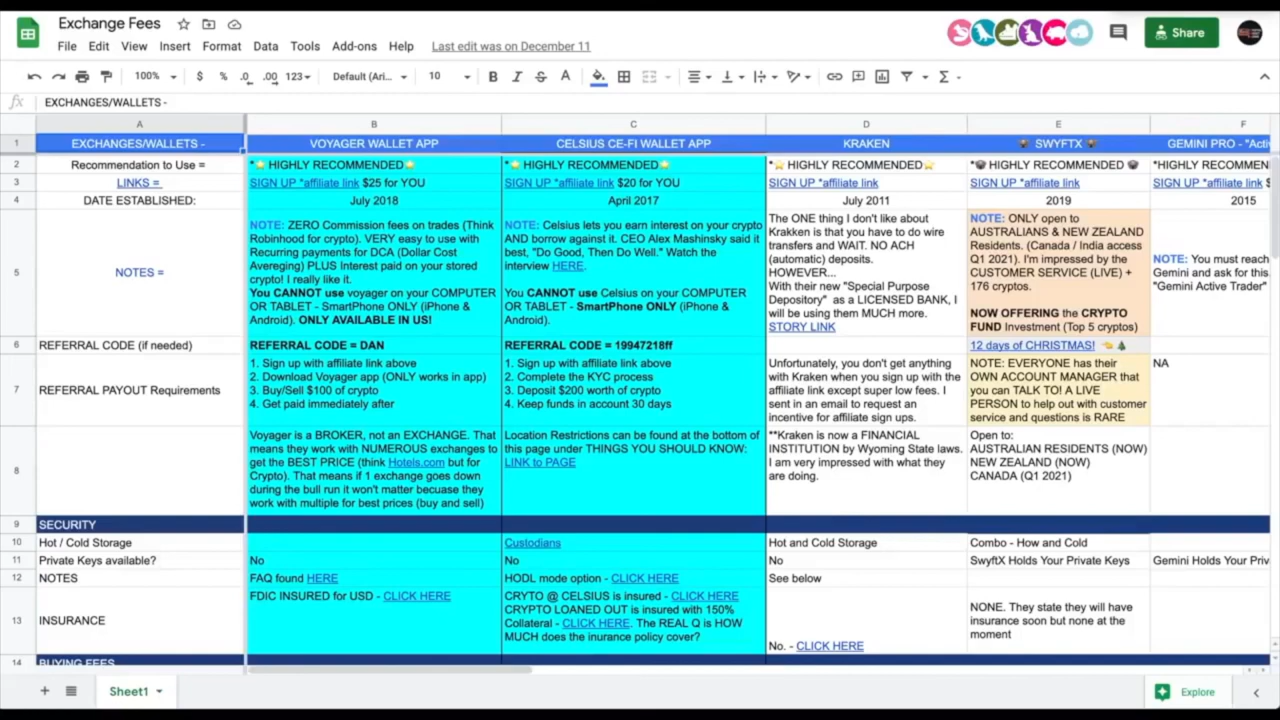 Exchange Fees
File Edit View Insert Format Data Tools Add-ons Help Last edit was on December 11
Share
100% $ % .0 .00 123 Default (Ari... 10 B I S A
fx EXCHANGES/WALLETS -
A B C D E F
1 EXCHANGES/WALLETS - VOYAGER WALLET APP CELSIUS CE-FI WALLET APP KRAKEN SWYFTX GEMINI PRO - "Acti
2 Recommendation to Use = *⭐ HIGHLY RECOMMENDED⭐ *⭐ HIGHLY RECOMMENDED⭐ *⭐ HIGHLY RECOMMENDED⭐ * HIGHLY RECOMMENDED *HIGHLY RECOMMEN
3 LINKS = SIGN UP *affiliate link $25 for YOU SIGN UP *affiliate link $20 for YOU SIGN UP *affiliate link SIGN UP *affiliate link SIGN UP *affiliate link $
4 DATE ESTABLISHED: July 2018 April 2017 July 2011 2019 2015
5 NOTES =
NOTE: ZERO Commission fees on trades (Think
Robinhood for crypto). VERY easy to use with
Recurring payments for DCA (Dollar Cost
Avereging) PLUS Interest paid on your stored
crypto! I really like it.
You CANNOT use voyager on your COMPUTER
OR TABLET - SmartPhone ONLY (iPhone &
Android). ONLY AVAILABLE IN US!
NOTE: Celsius lets you earn interest on your crypto
AND borrow against it. CEO Alex Mashinsky said it
best, "Do Good, Then Do Well." Watch the
interview HERE.
You CANNOT use Celsius on your COMPUTER
OR TABLET - SmartPhone ONLY (iPhone &
Android).
The ONE thing I don't like about
Krakken is that you have to do wire
transfers and WAIT. NO ACH
(automatic) deposits.
HOWEVER...
With their new "Special Purpose
Depository" as a LICENSED BANK, I
will be using them MUCH more.
STORY LINK
NOTE: ONLY open to
AUSTRALIANS & NEW ZEALAND
Residents. (Canada / India access
Q1 2021). I'm impressed by the
CUSTOMER SERVICE (LIVE) +
176 cryptos.
NOW OFFERING the CRYPTO
FUND Investment (Top 5 cryptos)
NOTE: You must reach
Gemini and ask for this.
"Gemini Active Trader"
6 REFERRAL CODE (if needed) REFERRAL CODE = DAN REFERRAL CODE = 19947218ff 12 days of CHRISTMAS! 👈 🎄
7 REFERRAL PAYOUT Requirements
1. Sign up with affiliate link above
2. Download Voyager app (ONLY works in app)
3. Buy/Sell $100 of crypto
4. Get paid immediately after
1. Sign up with affiliate link above
2. Complete the KYC process
3. Deposit $200 worth of crypto
4. Keep funds in account 30 days
Unfortunately, you don't get anything
with Kraken when you sign up with the
affiliate link except super low fees. I
sent in an email to request an
incentive for affiliate sign ups.
NOTE: EVERYONE has their
OWN ACCOUNT MANAGER that
you can TALK TO! A LIVE
PERSON to help out with customer
service and questions is RARE
NA
8
Voyager is a BROKER, not an EXCHANGE. That
means they work with NUMEROUS exchanges to
get the BEST PRICE (think Hotels.com but for
Crypto). That means if 1 exchange goes down
during the bull run it won't matter becuase they
work with multiple for best prices (buy and sell)
Location Restrictions can be found at the bottom of
this page under THINGS YOU SHOULD KNOW:
LINK to PAGE
**Kraken is now a FINANCIAL
INSTITUTION by Wyoming State laws.
I am very impressed with what they
are doing.
Open to:
AUSTRALIAN RESIDENTS (NOW)
NEW ZEALAND (NOW)
CANADA (Q1 2021)
9 SECURITY
10 Hot / Cold Storage Custodians Hot and Cold Storage Combo - How and Cold
11 Private Keys available? No No No SwyftX Holds Your Private Keys Gemini Holds Your Priv
12 NOTES FAQ found HERE HODL mode option - CLICK HERE See below
13 INSURANCE
FDIC INSURED for USD - CLICK HERE
CRYTO @ CELSIUS is insured - CLICK HERE
CRYPTO LOANED OUT is insured with 150%
Collateral - CLICK HERE. The REAL Q is HOW
MUCH does the inurance policy cover?
No. - CLICK HERE
NONE. They state they will have
insurance soon but none at the
moment
14 BUYING FEES
Sheet1
Explore